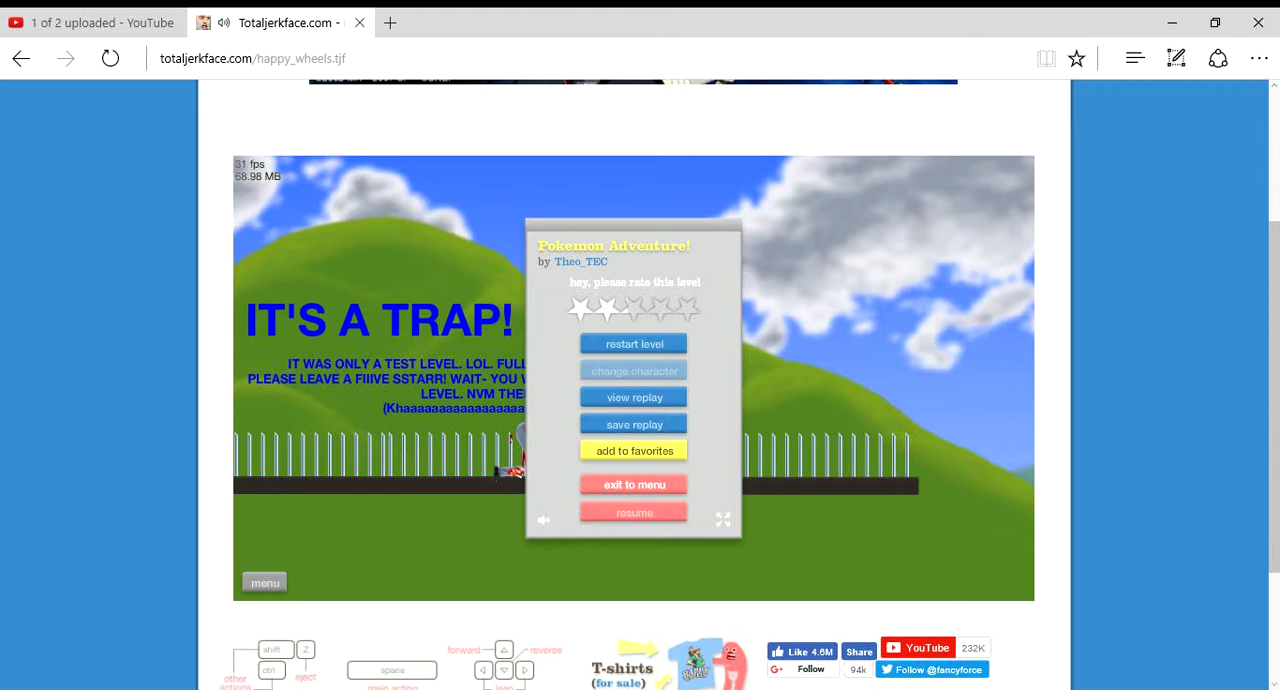 1 of 2 uploaded - YouTube
Totaljerkface.com -
totaljerkface.com/happy_wheels.tjf
31 fps
68.98 MB
Pokemon Adventure!
by Theo_TEC
hey, please rate this level
IT'S A TRAP!
restart level
IT WAS ONLY A TEST LEVEL. LOL. FULL
change character
PLEASE LEAVE A FIIIVE SSTARR! WAIT- YOU
LEVEL. NVM THE
view replay
(Khaaaaaaaaaaaaaaaaa
save replay
add to favorites
exit to menu
resume
menu
shift Z
ctrl
eject
other
actions
space
main action
forward
reverse
lean
T-shirts
(for sale)
Like 4.6M
Share
YouTube 232K
Follow 94k
Follow @fancyforce